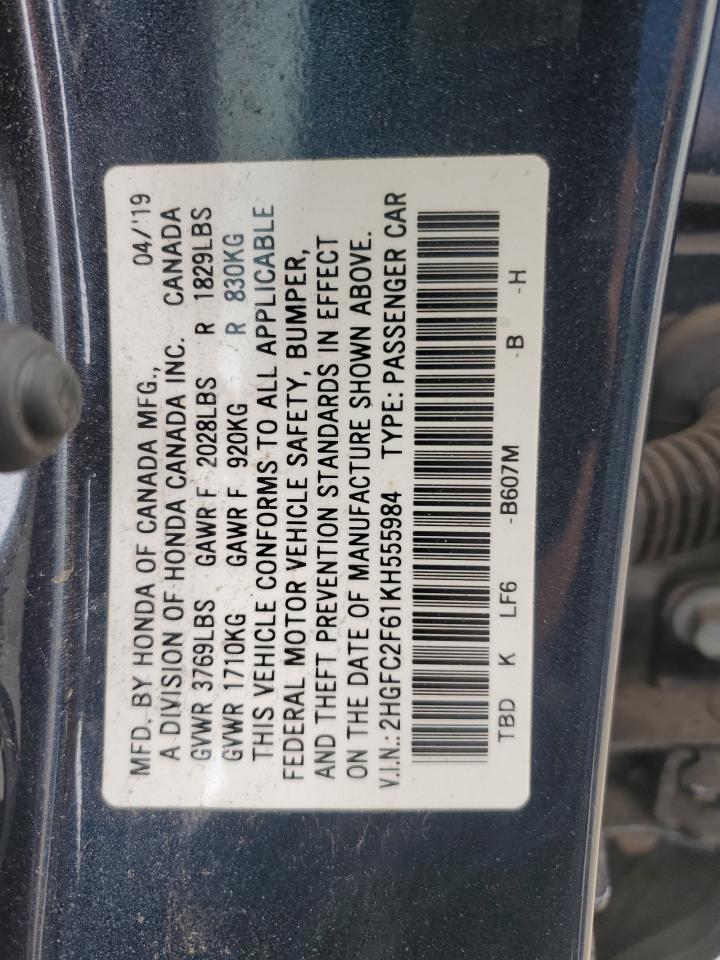 MFD. BY HONDA OF CANADA MFG., 04/'19
A DIVISION OF HONDA CANADA INC. CANADA
GVWR 3769LBS GAWR F 2028LBS R 1829LBS
GVWR 1710KG GAWR F 920KG R 830KG
THIS VEHICLE CONFORMS TO ALL APPLICABLE
FEDERAL MOTOR VEHICLE SAFETY, BUMPER,
AND THEFT PREVENTION STANDARDS IN EFFECT
ON THE DATE OF MANUFACTURE SHOWN ABOVE.
V.I.N.: 2HGFC2F61KH555984 TYPE: PASSENGER CAR
TBD K LF6 -B607M -B -H